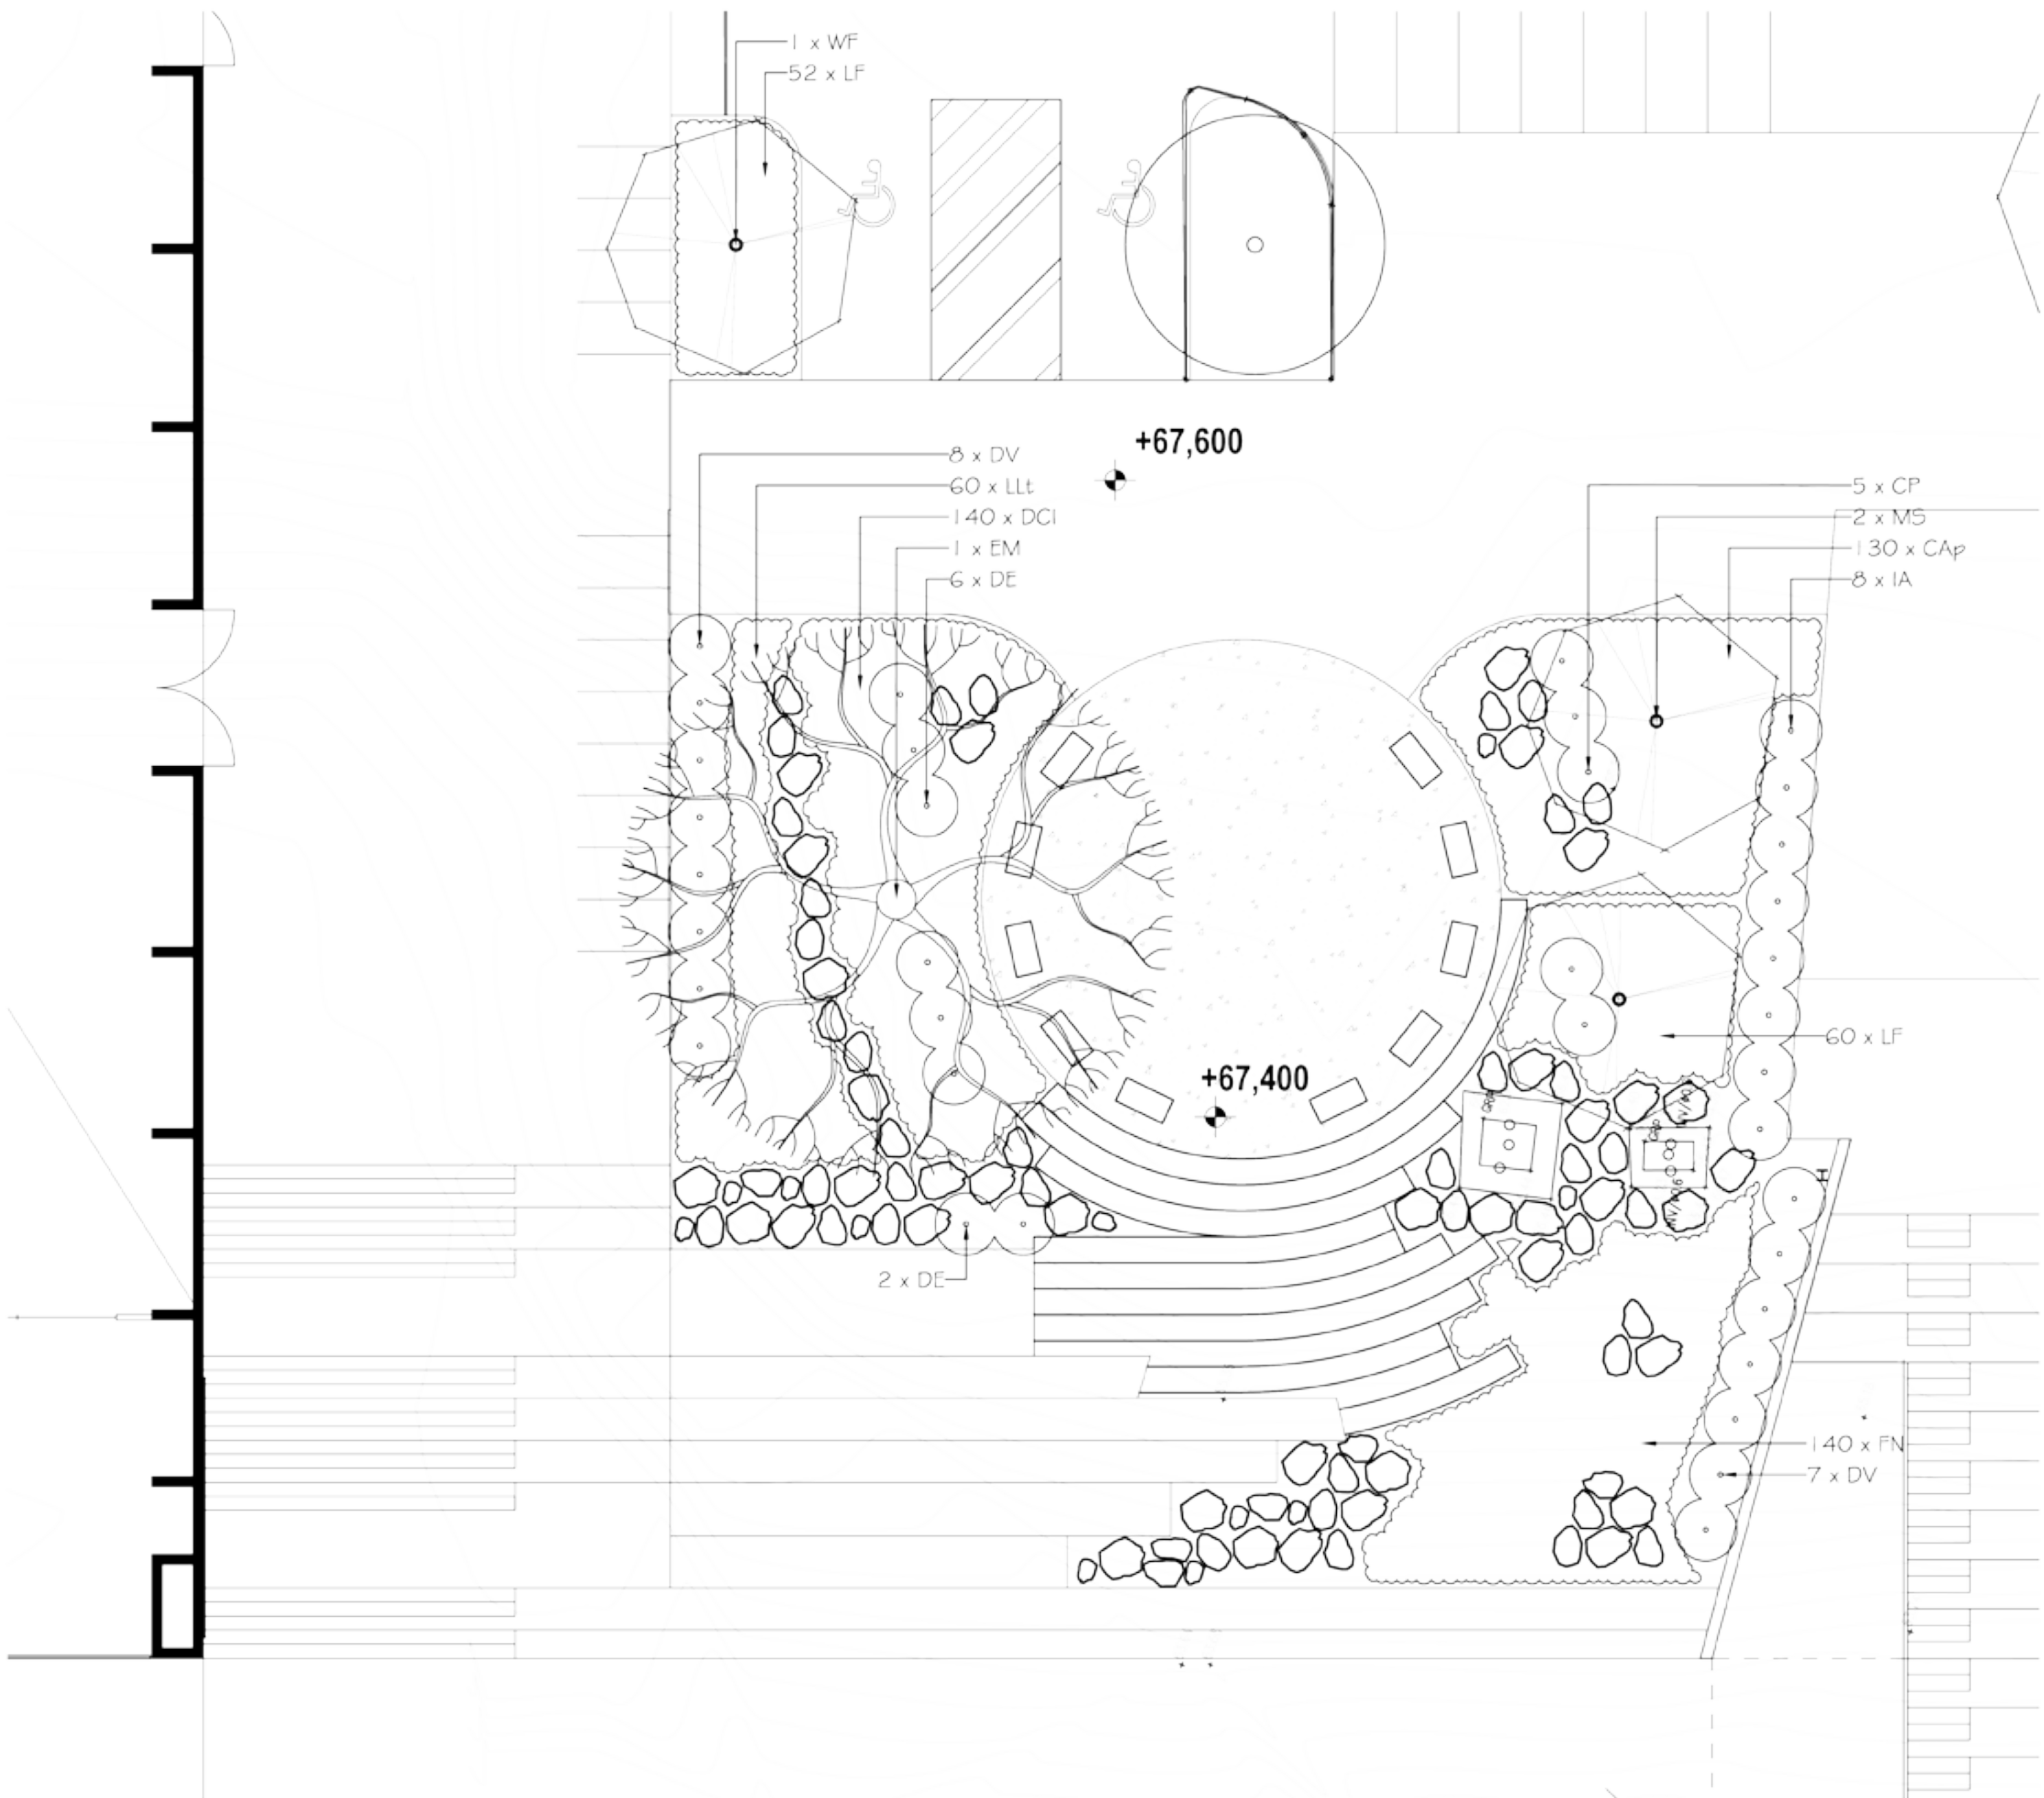 1 x WF
52 x LF
+67,600
8 x DV
60 x LLt
140 x DCl
1 x EM
6 x DE
5 x CP
2 x MS
130 x CAp
8 x IA
60 x LF
+67,400
2 x DE
140 x FN
7 x DV